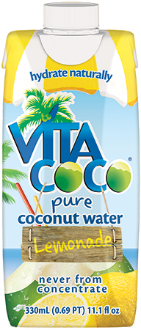 hydrate naturally
VITA
COCO®
pure
coconut water
Lemonade
never from
concentrate
330mL (0.69 PT) 11.1 fl oz